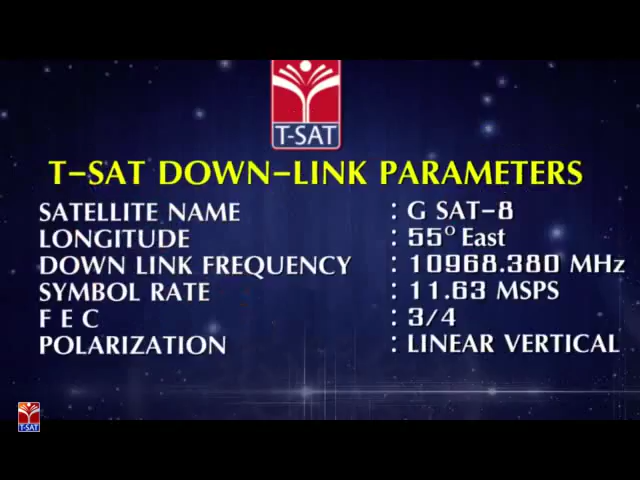 T-SAT
T-SAT DOWN-LINK PARAMETERS
SATELLITE NAME : G SAT-8
LONGITUDE : 55° East
DOWN LINK FREQUENCY : 10968.380 MHz
SYMBOL RATE : 11.63 MSPS
F E C : 3/4
POLARIZATION : LINEAR VERTICAL
T-SAT